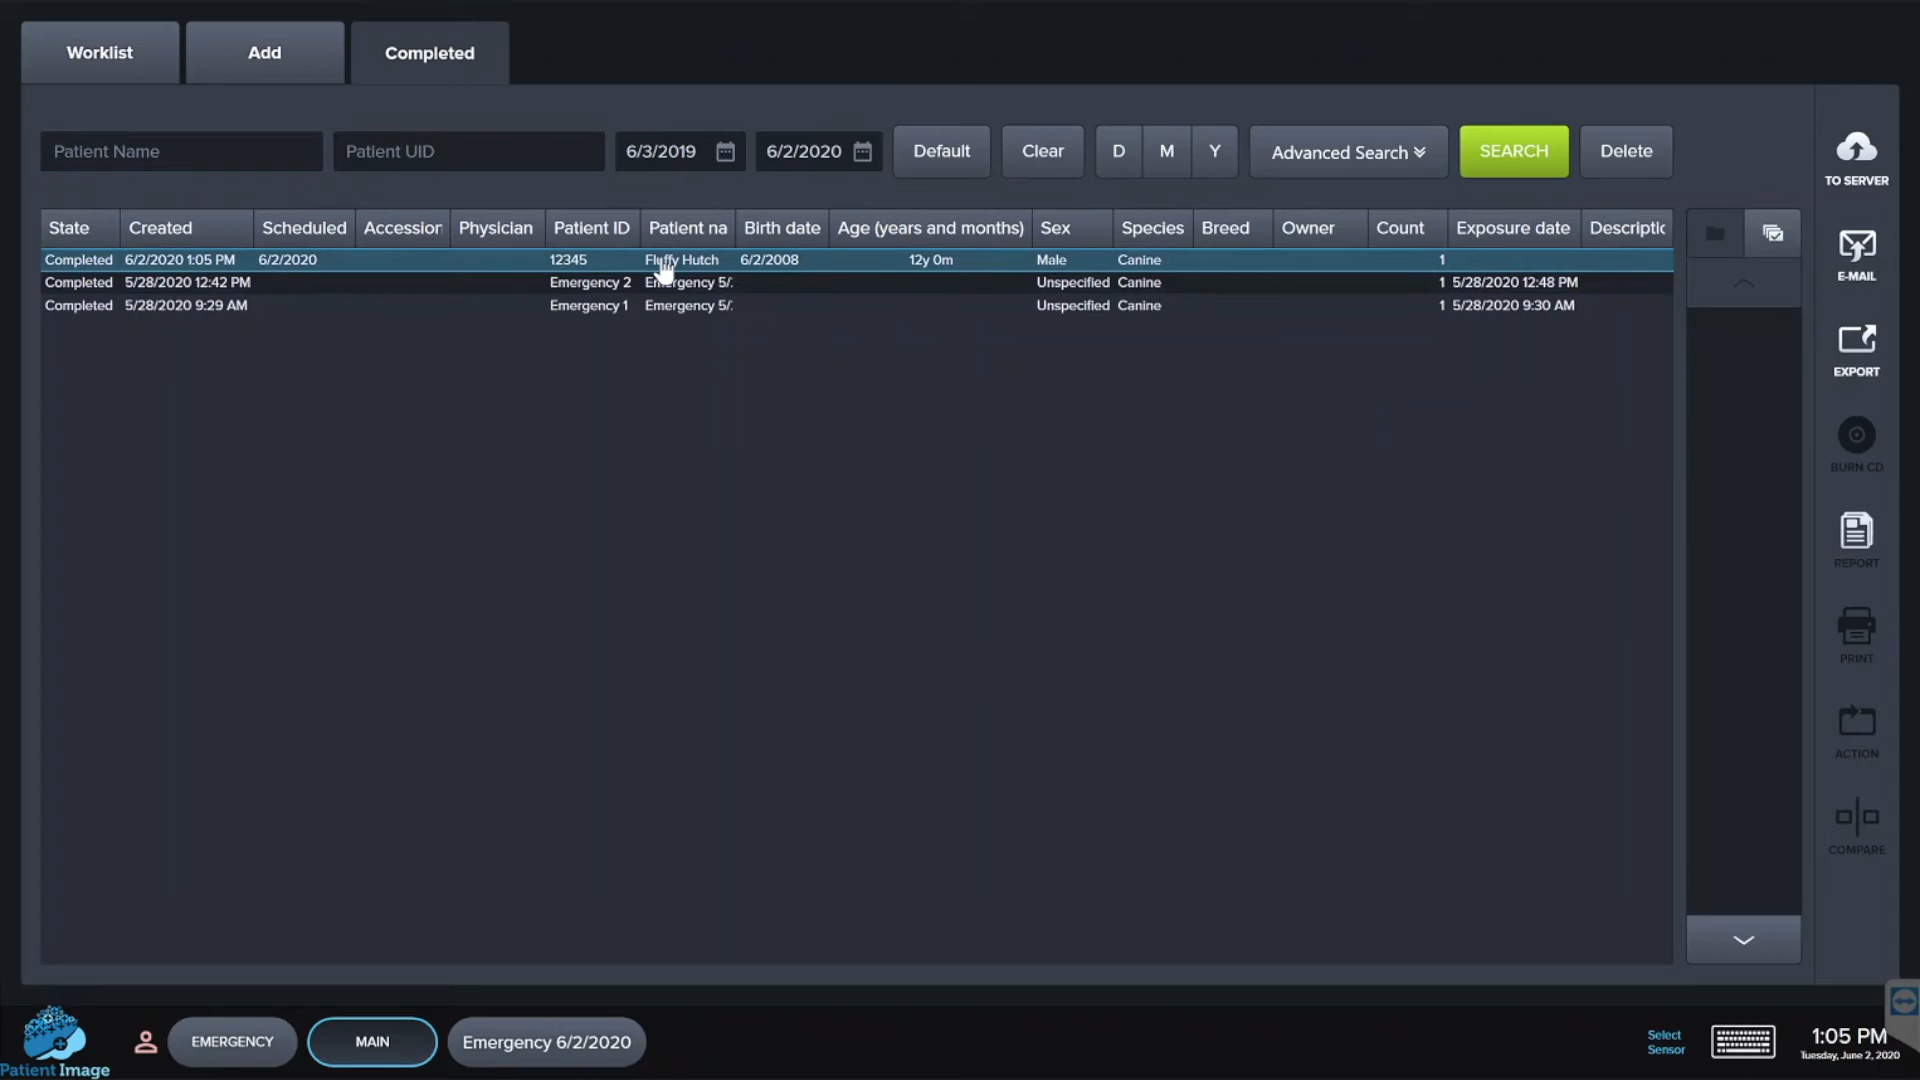 Worklist Add Completed
Patient Name Patient UID 6/3/2019 6/2/2020 Default Clear D M Y Advanced Search SEARCH Delete
TO SERVER
State Created Scheduled Accession Physician Patient ID Patient na Birth date Age (years and months) Sex Species Breed Owner Count Exposure date Descriptic
Completed 6/2/2020 1:05 PM 6/2/2020 12345 Fluffy Hutch 6/2/2008 12y 0m Male Canine 1
Completed 5/28/2020 12:42 PM Emergency 2 Emergency 5/: Unspecified Canine 1 5/28/2020 12:48 PM
Completed 5/28/2020 9:29 AM Emergency 1 Emergency 5/: Unspecified Canine 1 5/28/2020 9:30 AM
E-MAIL
EXPORT
BURN CD
REPORT
PRINT
ACTION
COMPARE
Patient Image
EMERGENCY MAIN Emergency 6/2/2020
Select
Sensor
1:05 PM
Tuesday, June 2, 2020